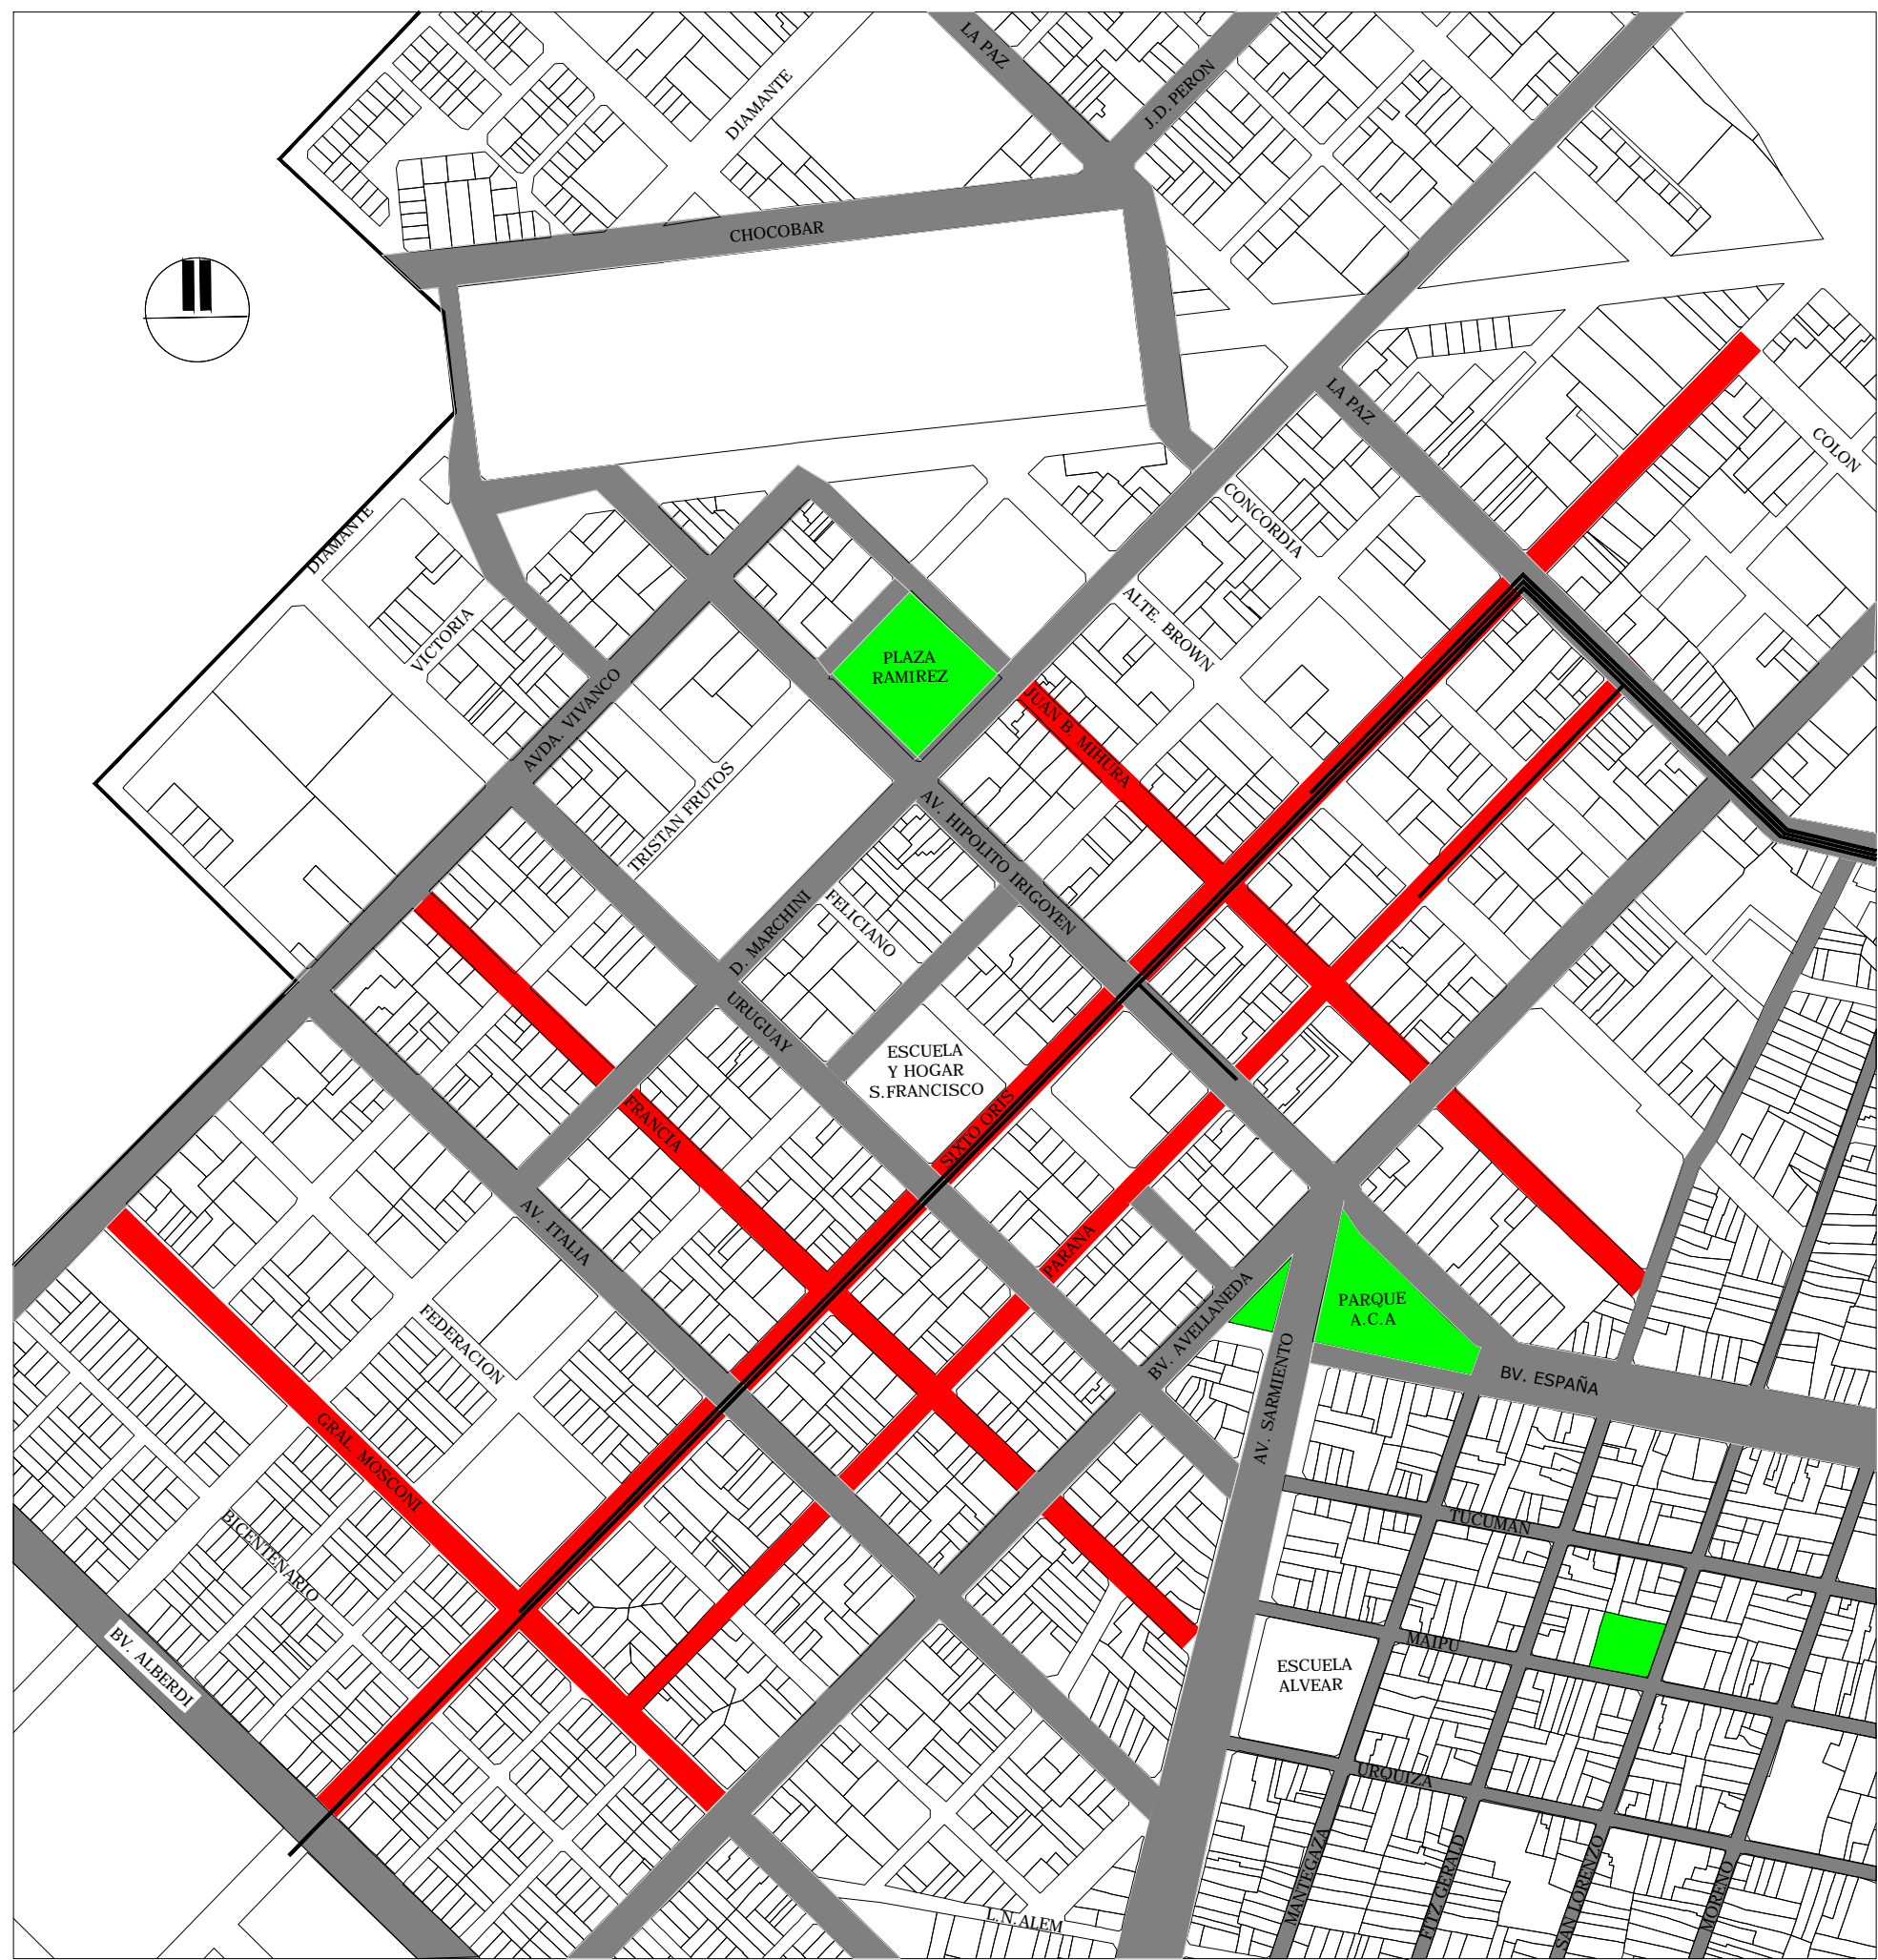 LA PAZ
J.D. PERON
DIAMANTE
CHOCOBAR
LA PAZ
COLON
CONCORDIA
DIAMANTE
ALTE. BROWN
VICTORIA
PLAZA
RAMIREZ
AVDA. VIVANCO
JUAN B. MIHURA
TRISTAN FRUTOS
AV. HIPOLITO IRIGOYEN
D. MARCHINI
FELICIANO
URUGUAY
ESCUELA
Y HOGAR
S.FRANCISCO
FRANCIA
SIXTO ORIS
AV. ITALIA
PARANA
PARQUE
A.C.A
BV. AVELLANEDA
FEDERACION
AV. SARMIENTO
BV. ESPAÑA
GRAL. MOSCONI
TUCUMAN
BICENTENARIO
MAIPU
BV. ALBERDI
ESCUELA
ALVEAR
URQUIZA
MANTEGAZA
FITZ GERALD
SAN LORENZO
MORENO
L.N.ALEM